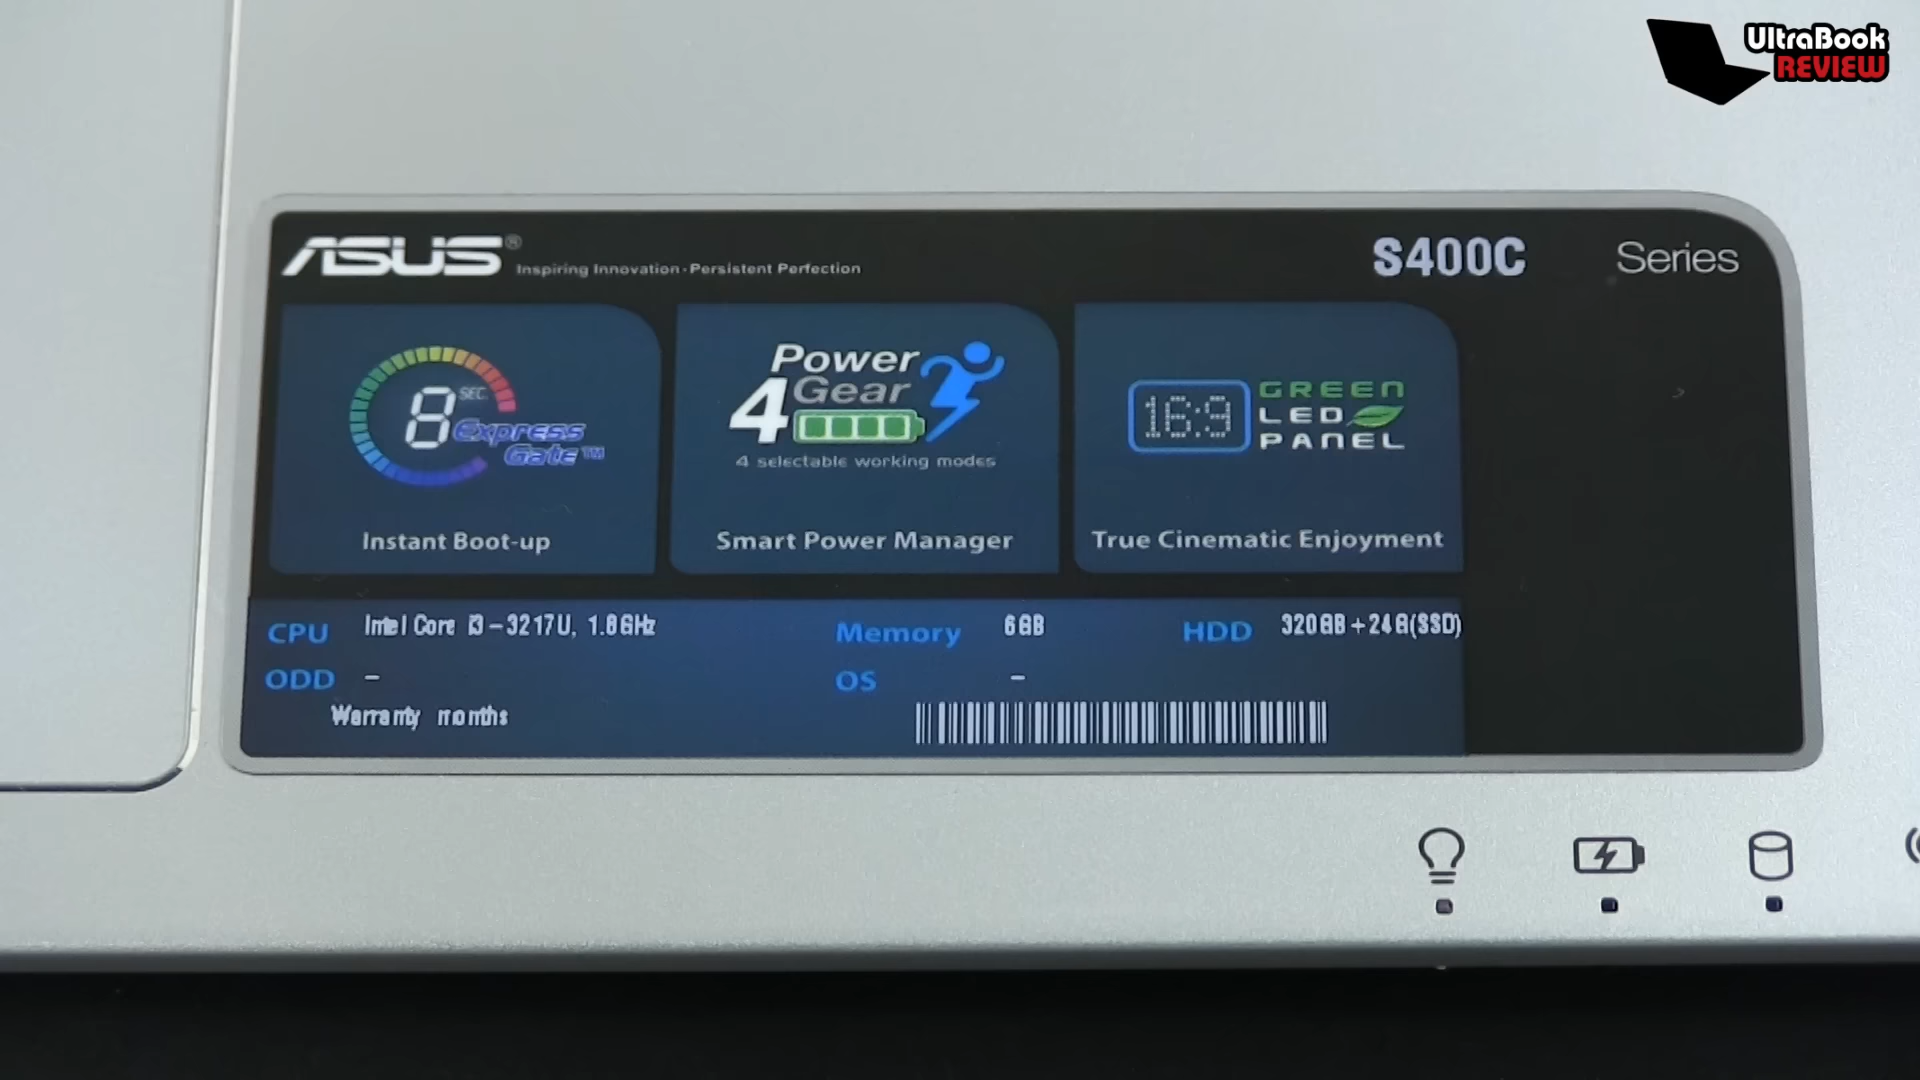 UltraBook
REVIEW
ASUS® Inspiring Innovation · Persistent Perfection
S400C Series
8 SEC.
Express
Gate™
Instant Boot-up
Power
4 Gear
4 selectable working modes
Smart Power Manager
16:9
GREEN
LED
PANEL
True Cinematic Enjoyment
CPU Intel Core i3-3217U, 1.8GHz
Memory 6GB
HDD 320GB+24G(SSD)
ODD -
OS -
Warranty months